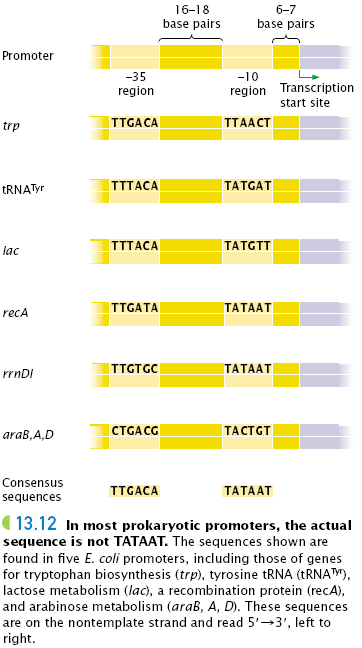 16–18 6–7
base pairs base pairs
Promoter
–35 –10 Transcription
region region start site
trp TTGACA TTAACT
tRNATyr TTTACA TATGAT
lac TTTACA TATGTT
recA TTGATA TATAAT
rrnDI TTGTGC TATAAT
araB,A,D CTGACG TACTGT
Consensus
sequences TTGACA TATAAT
13.12 In most prokaryotic promoters, the actual
sequence is not TATAAT. The sequences shown are
found in five E. coli promoters, including those of genes
for tryptophan biosynthesis (trp), tyrosine tRNA (tRNATyr),
lactose metabolism (lac), a recombination protein (recA),
and arabinose metabolism (araB, A, D). These sequences
are on the nontemplate strand and read 5′→3′, left to
right.